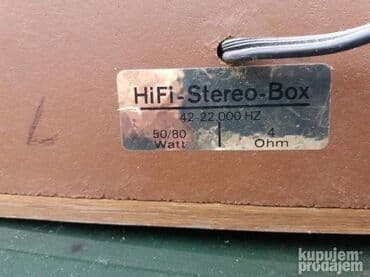 L
HiFi-Stereo-Box
42-22.000 HZ
50/80 4
Watt Ohm
kupujem
prodajem